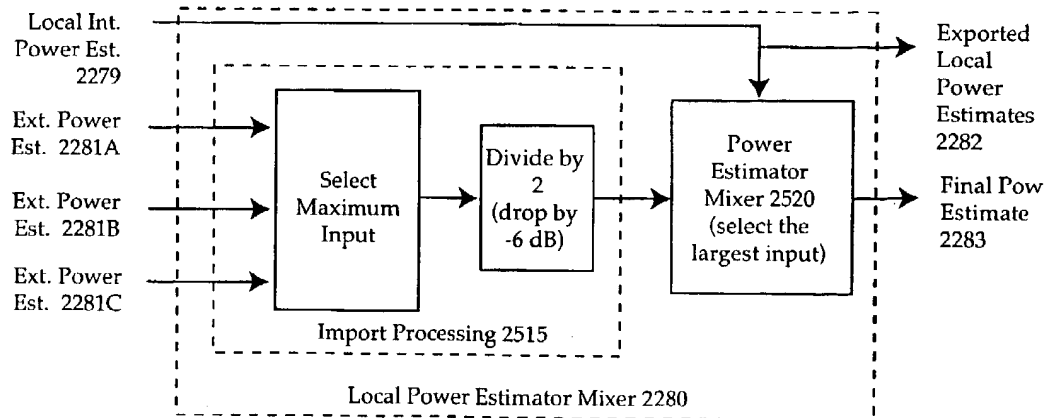 Local Int.
Power Est.
2279
Ext. Power
Est. 2281A
Ext. Power
Est. 2281B
Ext. Power
Est. 2281C
Select
Maximum
Input
Divide by
2
(drop by
-6 dB)
Import Processing 2515
Power
Estimator
Mixer 2520
(select the
largest input)
Local Power Estimator Mixer 2280
Exported
Local
Power
Estimates
2282
Final Pow
Estimate
2283